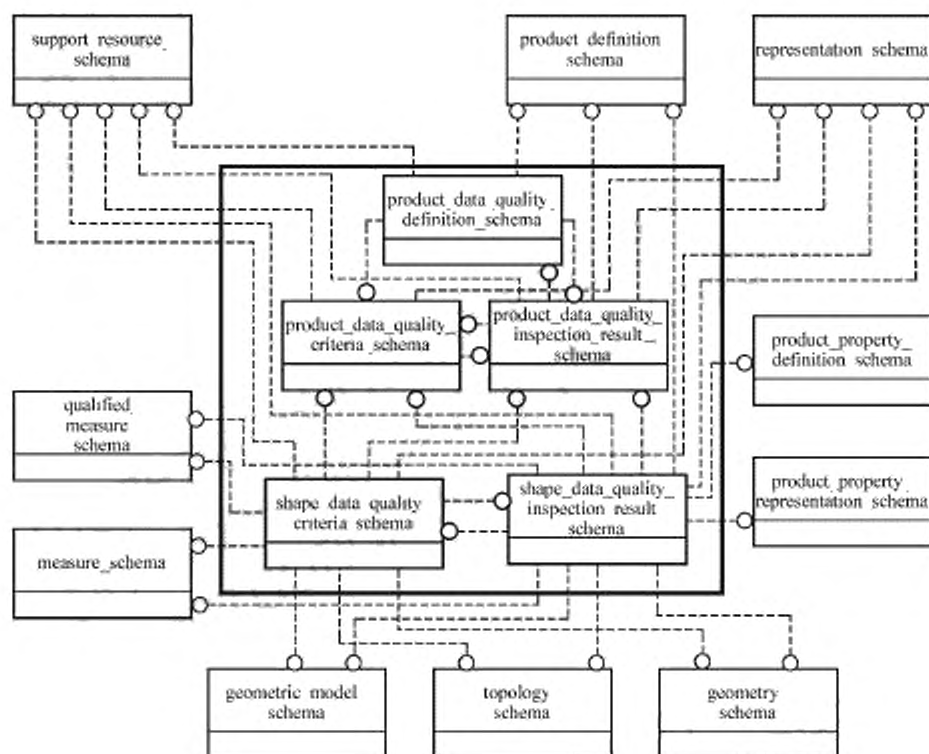 support resource
schema
product definition
schema
representation schema
product_data_quality
definition_schema
product_data_quality_
criteria_schema
product_data_quality_
inspection_result_
schema
product_property_
definition schema
qualified
measure
schema
shape data quality
criteria schema
shape_data_quality_
inspection result
schema
product_property
representation schema
measure_schema
geometric model
schema
topology
schema
geometry
schema